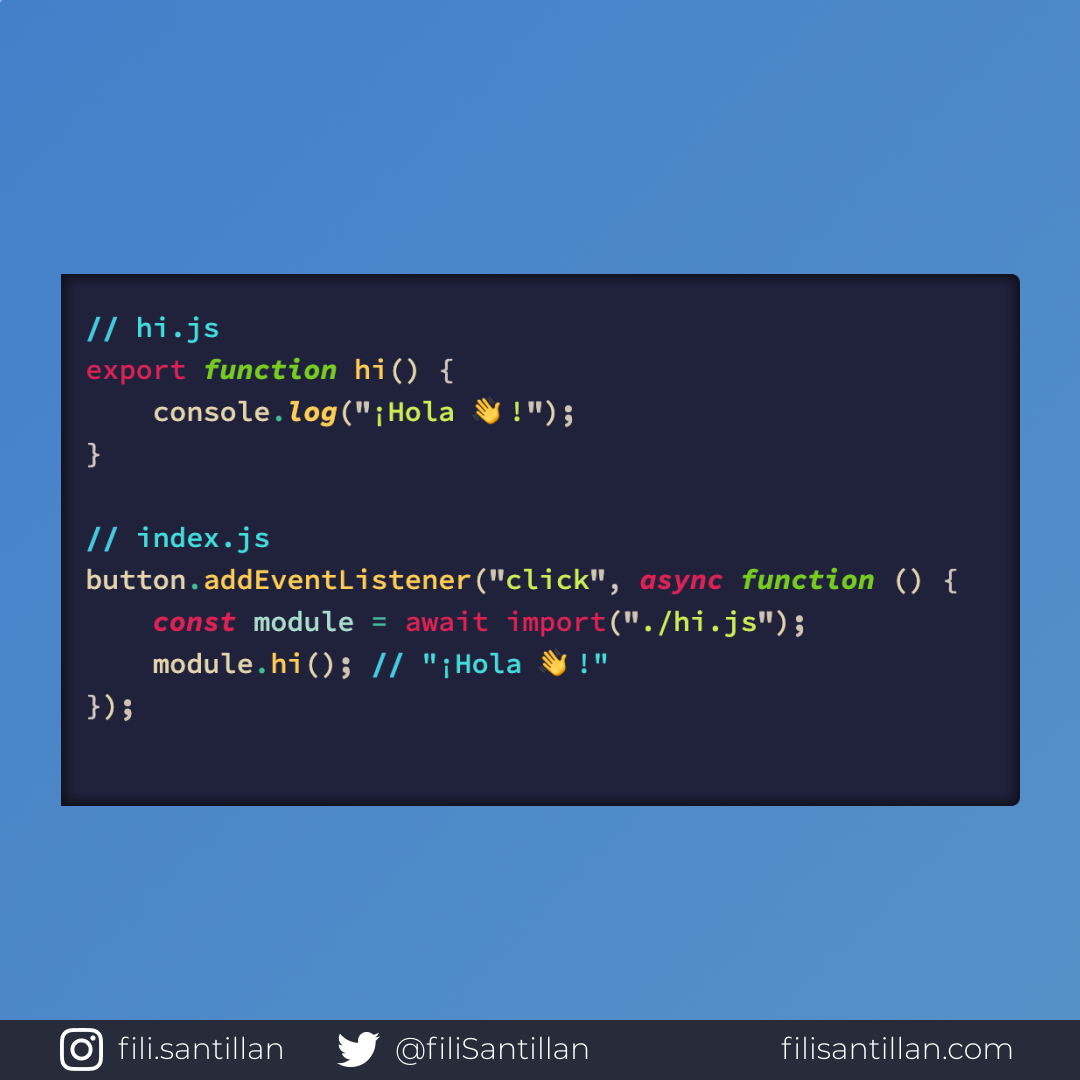 // hi.js
export function hi() {
    console.log("¡Hola 👋!");
}
// index.js
button.addEventListener("click", async function () {
    const module = await import("./hi.js");
    module.hi(); // "¡Hola 👋!"
});
fili.santillan @filiSantillan filisantillan.com